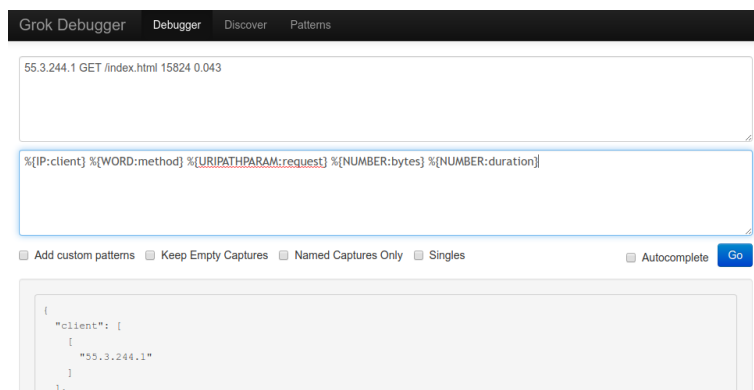 Grok Debugger Debugger Discover Patterns
55.3.244.1 GET /index.html 15824 0.043
%{IP:client} %{WORD:method} %{URIPATHPARAM:request} %{NUMBER:bytes} %{NUMBER:duration}
Add custom patterns Keep Empty Captures Named Captures Only Singles Autocomplete Go
{
"client": [
[
"55.3.244.1"
]
],